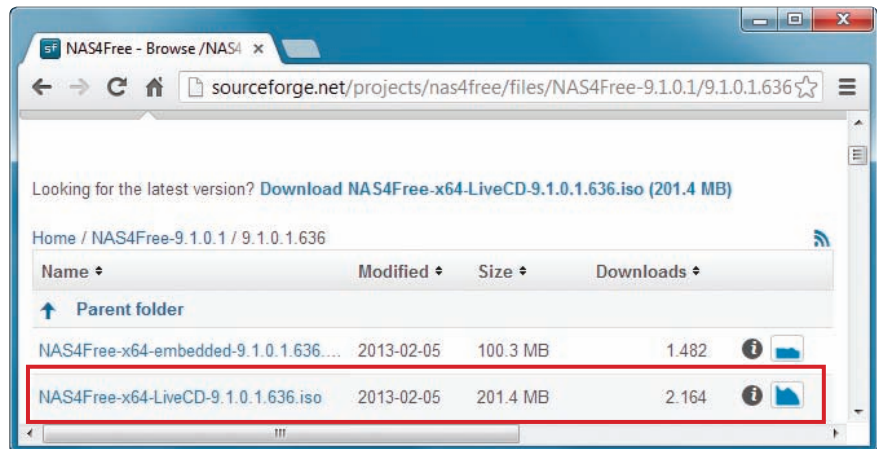 NAS4Free - Browse /NAS4
sourceforge.net/projects/nas4free/files/NAS4Free-9.1.0.1/9.1.0.1.636
Looking for the latest version? Download NAS4Free-x64-LiveCD-9.1.0.1.636.iso (201.4 MB)
Home / NAS4Free-9.1.0.1 / 9.1.0.1.636
Name Modified Size Downloads
Parent folder
NAS4Free-x64-embedded-9.1.0.1.636.... 2013-02-05 100.3 MB 1.482
NAS4Free-x64-LiveCD-9.1.0.1.636.iso 2013-02-05 201.4 MB 2.164